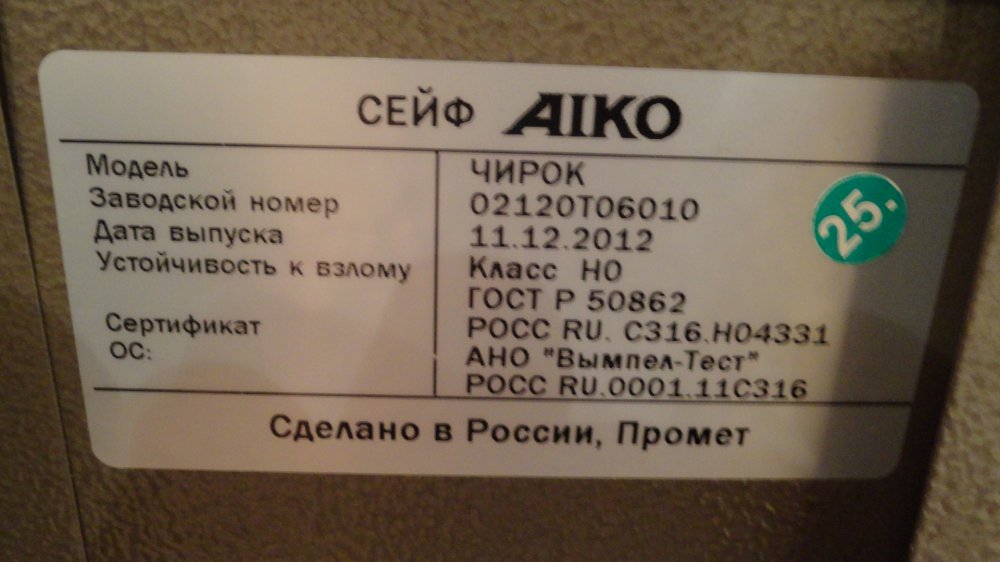 СЕЙФ AIKO
Модель ЧИРОК
Заводской номер 02120Т06010
Дата выпуска 11.12.2012
Устойчивость к взлому Класс Н0
ГОСТ Р 50862
Сертификат РОСС RU. С316.Н04331
ОС: АНО "Вымпел-Тест"
РОСС RU.0001.11С316
Сделано в России, Промет
25.